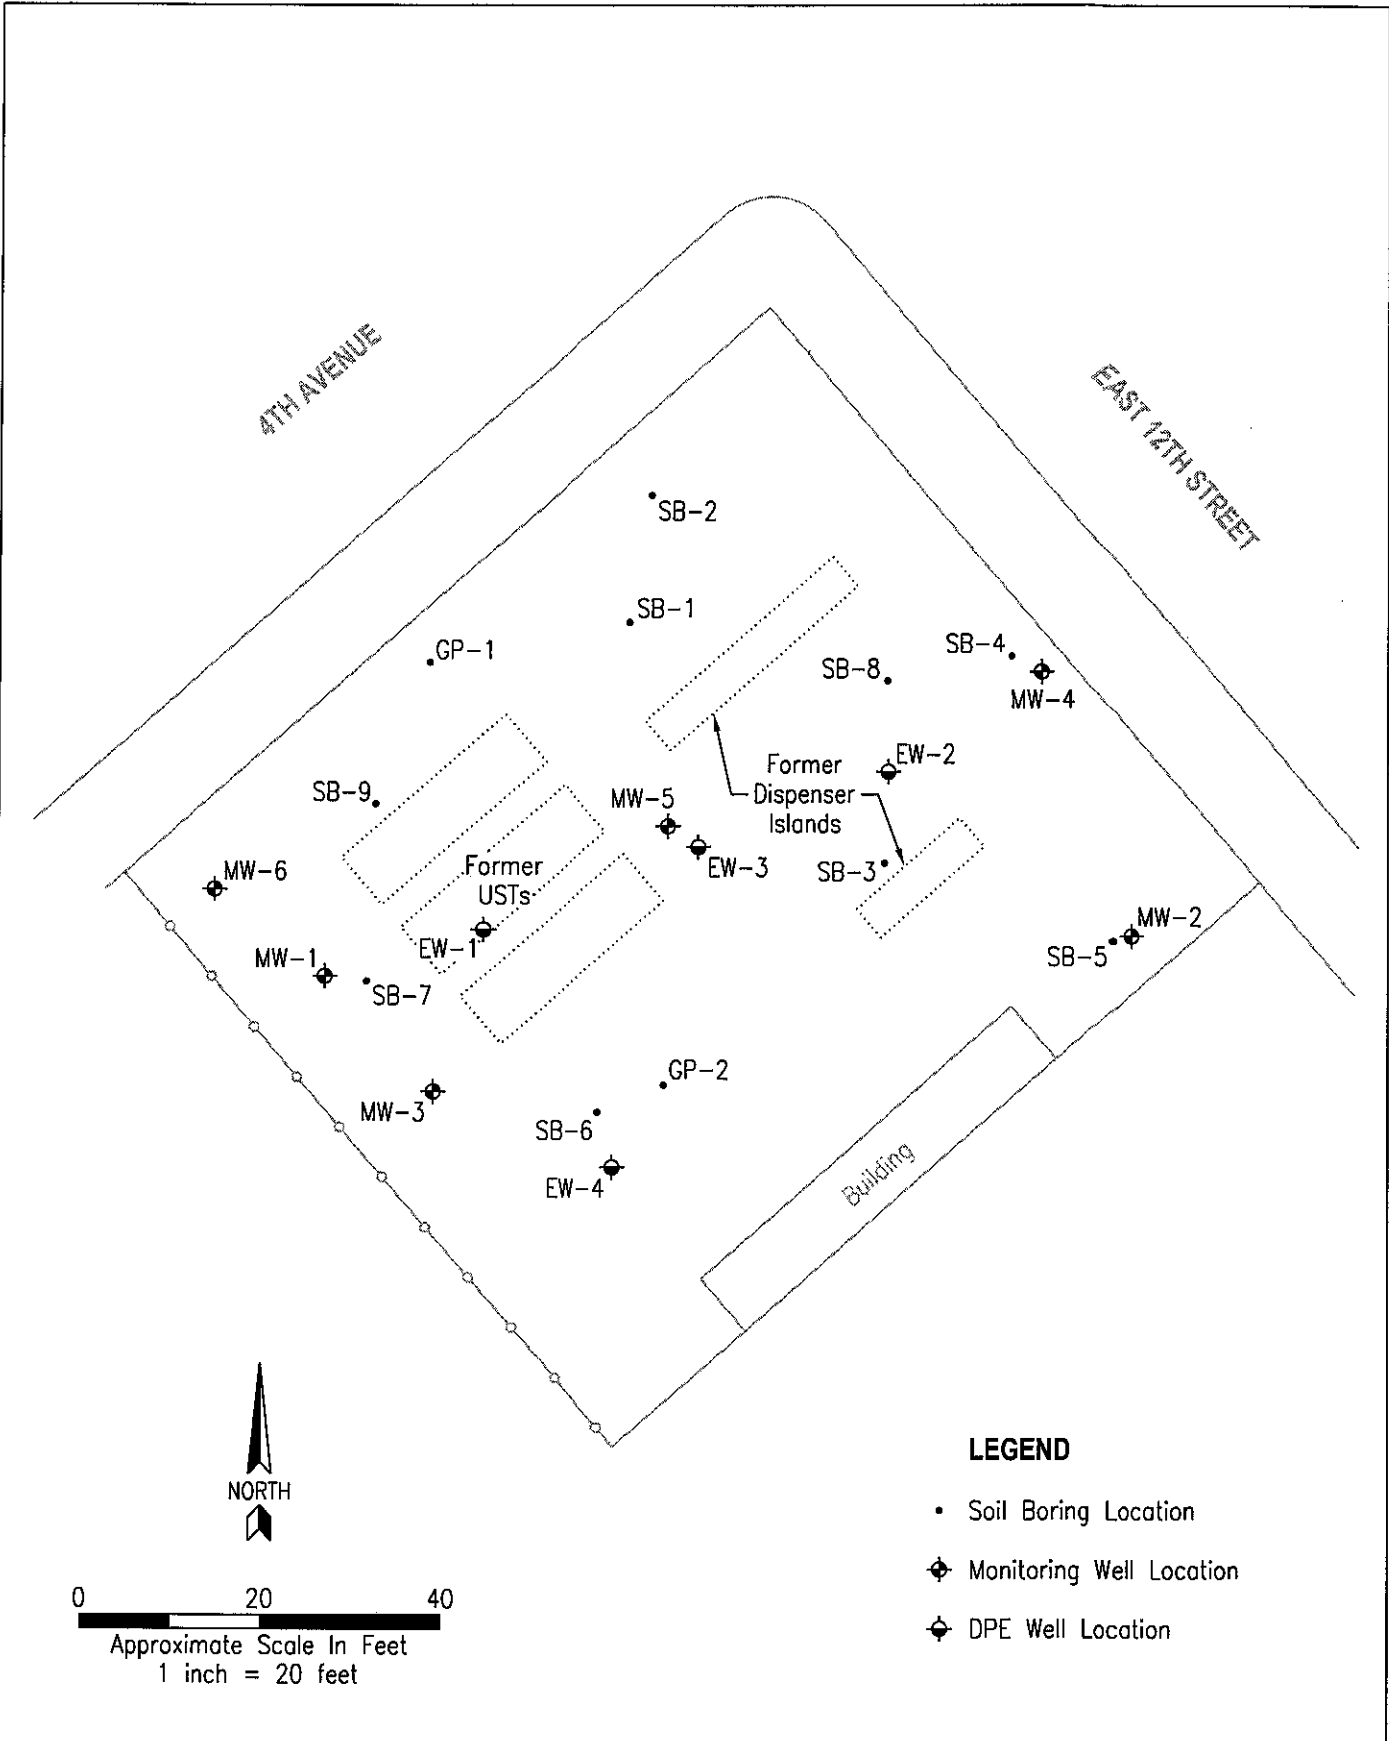 4TH AVENUE
EAST 12TH STREET
SB-2
SB-1
GP-1
SB-4
SB-8
MW-4
EW-2
Former
Dispenser
Islands
MW-5
SB-9
EW-3
SB-3
MW-6
Former
USTs
EW-1
MW-2
SB-5
MW-1
SB-7
GP-2
MW-3
SB-6
EW-4
Building
NORTH
0 20 40
Approximate Scale In Feet
1 inch = 20 feet
LEGEND
Soil Boring Location
Monitoring Well Location
DPE Well Location